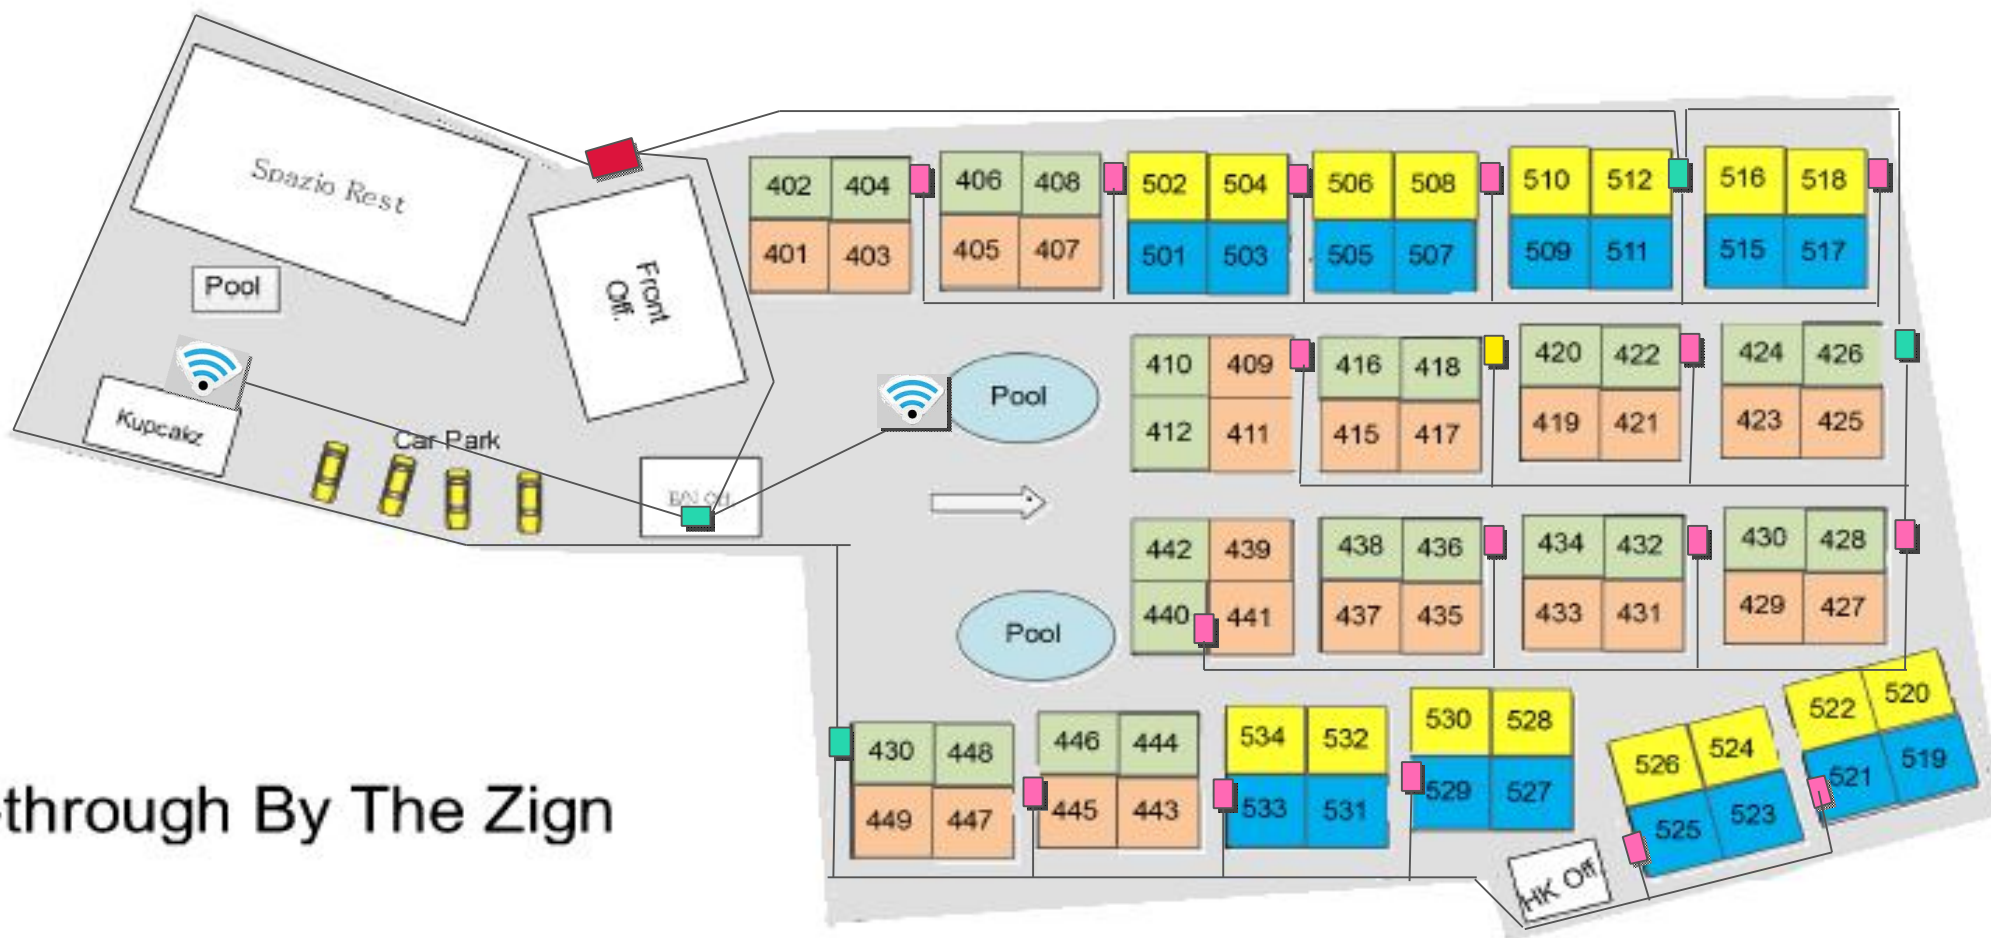 Spazio Rest
Pool
Kupcakz
Car Park
Front
Off.
402 404 406 408 502 504 506 508 510 512 516 518
401 403 405 407 501 503 505 507 509 511 515 517
Pool
410 409 416 418 420 422 424 426
412 411 415 417 419 421 423 425
442 439 438 436 434 432 430 428
440 441 437 435 433 431 429 427
Pool
430 448 446 444 534 532 530 528 526 524 522 520
449 447 445 443 533 531 529 527 525 523 521 519
HK Off
through By The Zign